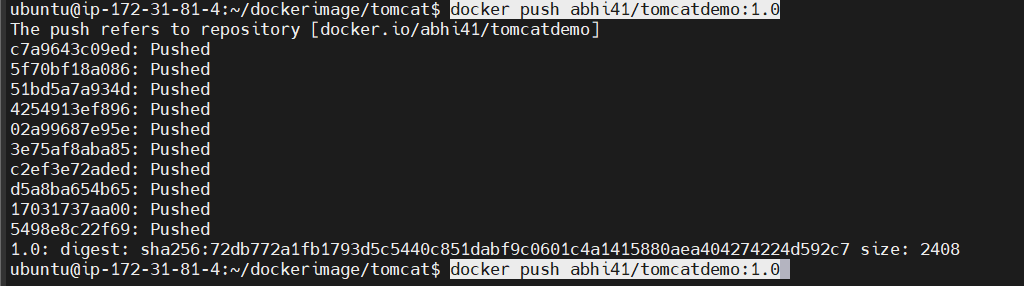 ubuntu@ip-172-31-81-4:~/dockerimage/tomcat$ docker push abhi41/tomcatdemo:1.0
The push refers to repository [docker.io/abhi41/tomcatdemo]
c7a9643c09ed: Pushed
5f70bf18a086: Pushed
51bd5a7a934d: Pushed
4254913ef896: Pushed
02a99687e95e: Pushed
3e75af8aba85: Pushed
c2ef3e72aded: Pushed
d5a8ba654b65: Pushed
17031737aa00: Pushed
5498e8c22f69: Pushed
1.0: digest: sha256:72db772a1fb1793d5c5440c851dabf9c0601c4a1415880aea404274224d592c7 size: 2408
ubuntu@ip-172-31-81-4:~/dockerimage/tomcat$ docker push abhi41/tomcatdemo:1.0